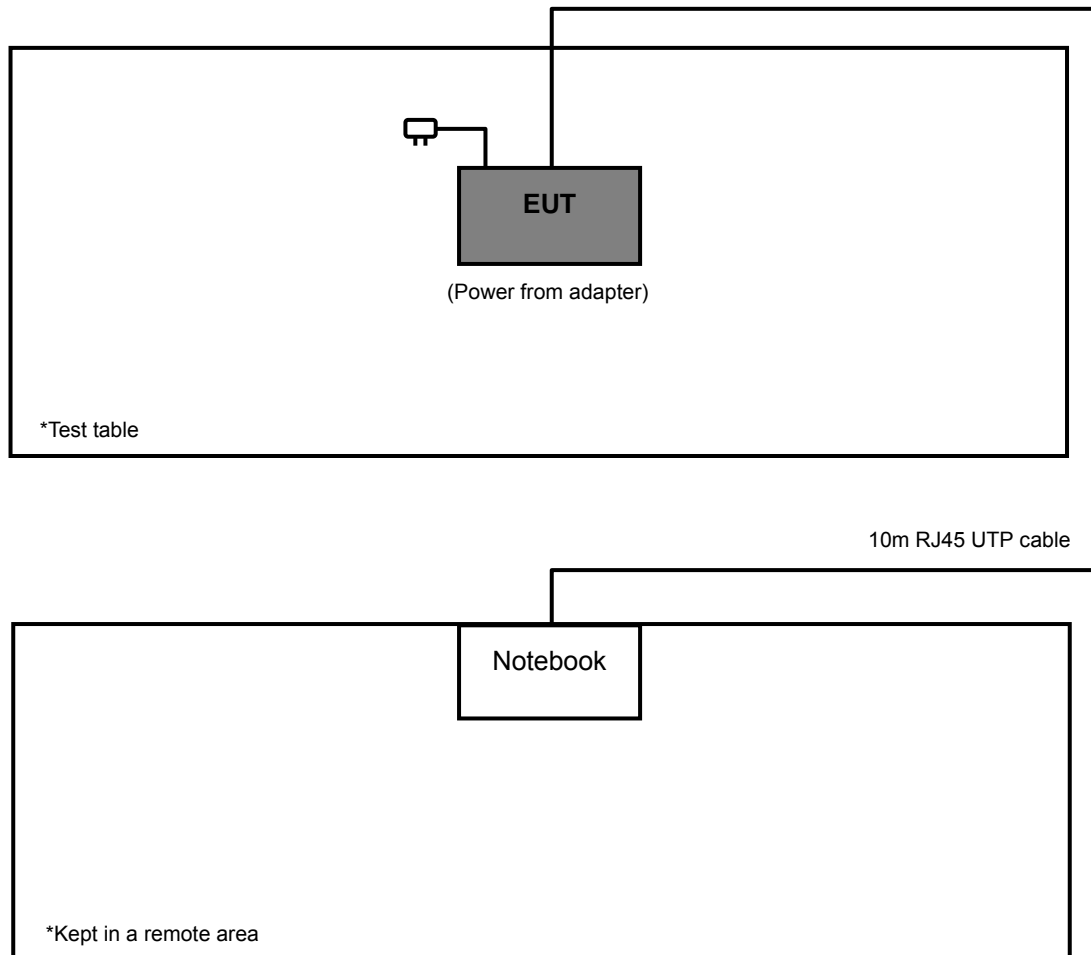 EUT
(Power from adapter)
*Test table
10m RJ45 UTP cable
Notebook
*Kept in a remote area